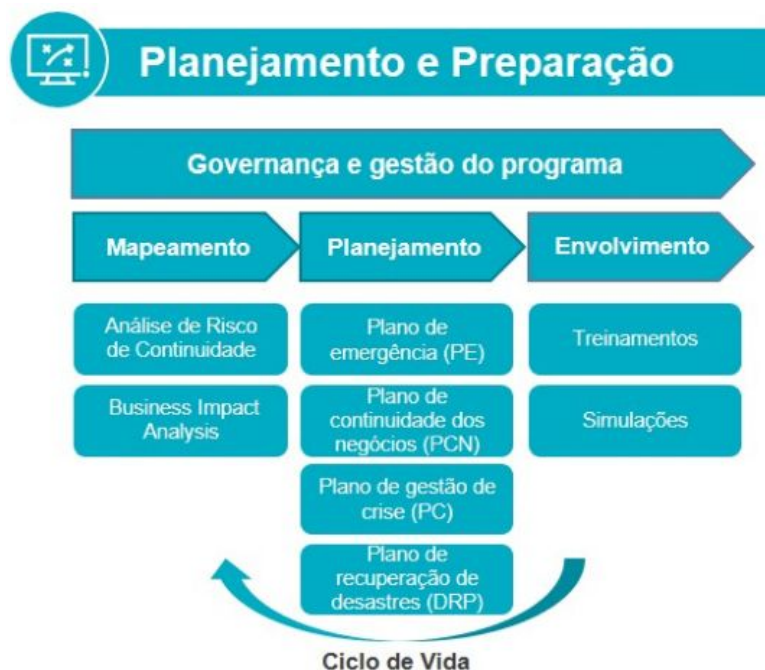 Planejamento e Preparação
Governança e gestão do programa
Mapeamento
Planejamento
Envolvimento
Análise de Risco
de Continuidade
Business Impact
Analysis
Plano de
emergência (PE)
Plano de
continuidade dos
negócios (PCN)
Plano de gestão de
crise (PC)
Plano de
recuperação de
desastres (DRP)
Treinamentos
Simulações
Ciclo de Vida